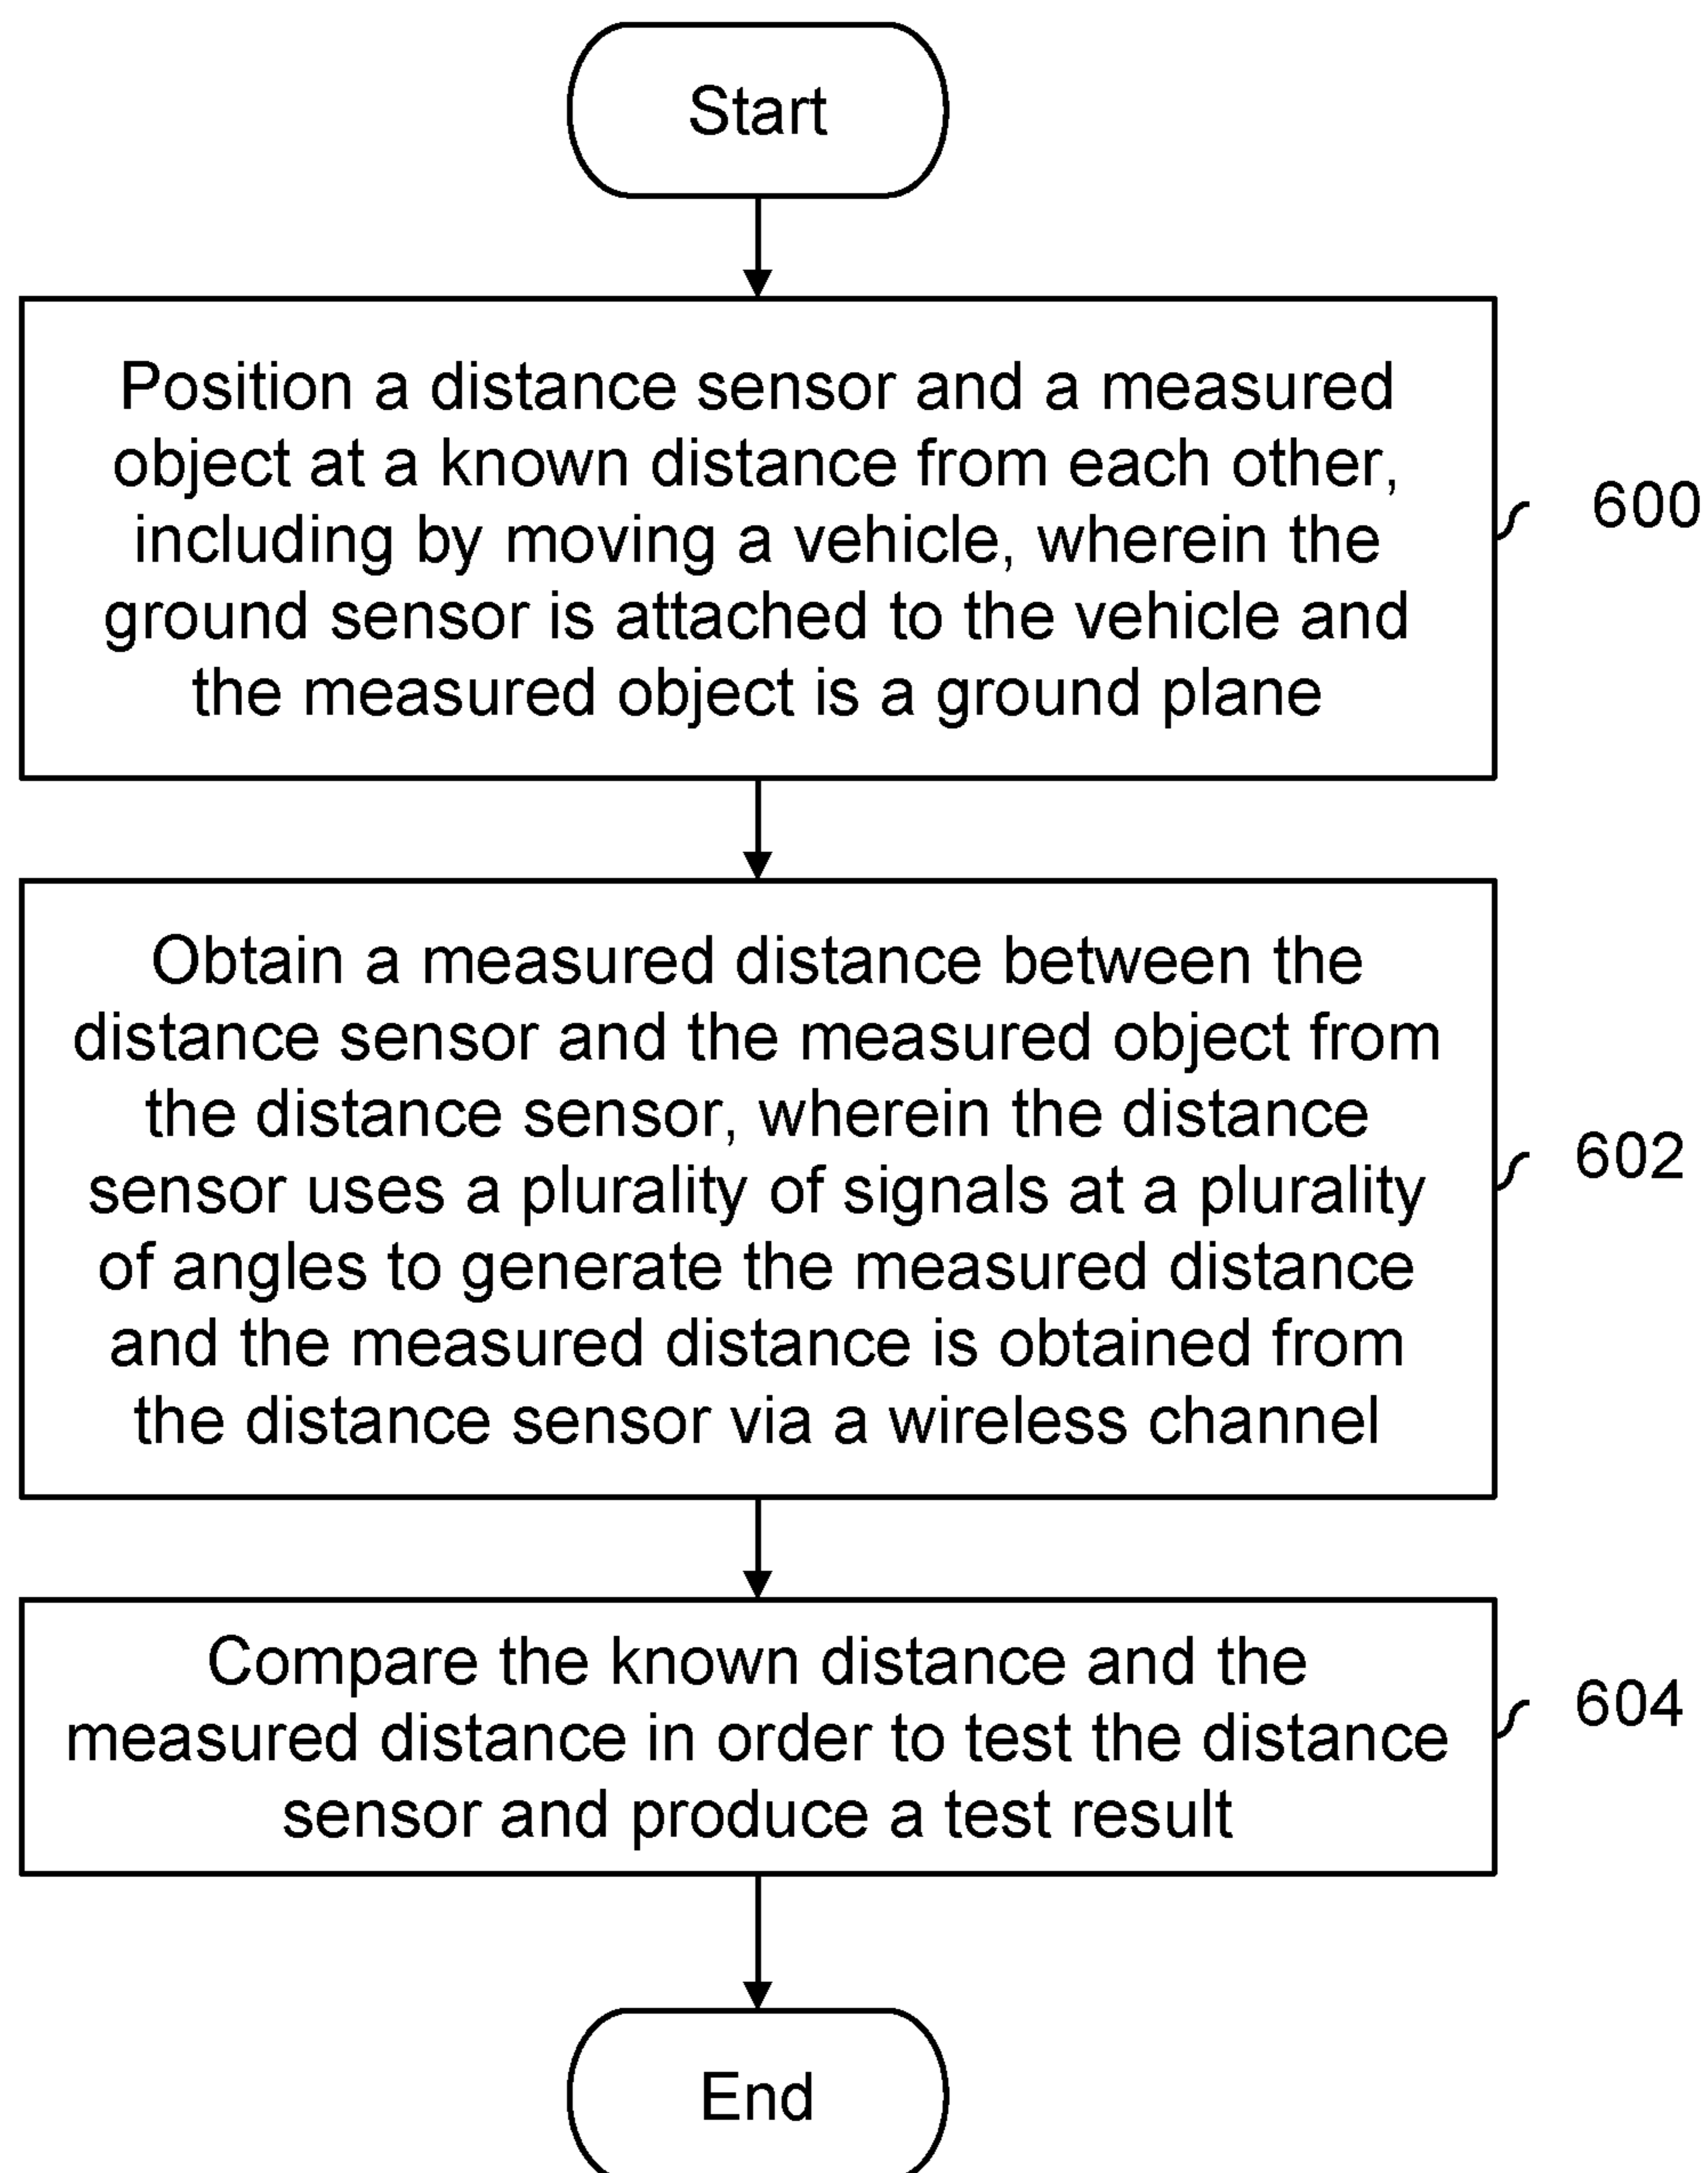 Start
Position a distance sensor and a measured
object at a known distance from each other,
including by moving a vehicle, wherein the
ground sensor is attached to the vehicle and
the measured object is a ground plane
600
Obtain a measured distance between the
distance sensor and the measured object from
the distance sensor, wherein the distance
sensor uses a plurality of signals at a plurality
of angles to generate the measured distance
and the measured distance is obtained from
the distance sensor via a wireless channel
602
Compare the known distance and the
measured distance in order to test the distance
sensor and produce a test result
604
End